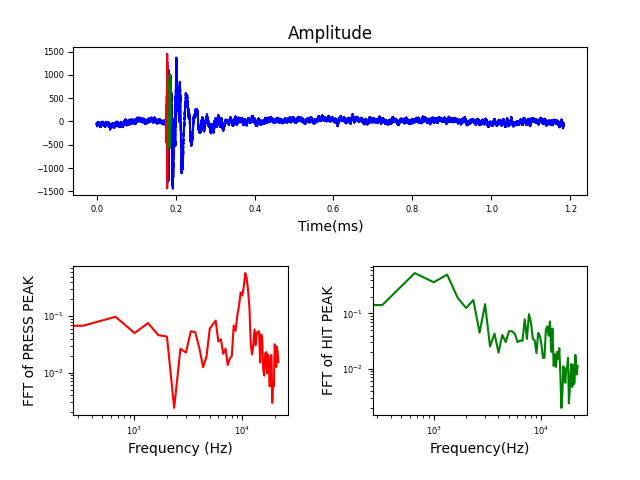 Amplitude
1500
1000
500
0
−500
−1000
−1500
0.0 0.2 0.4 0.6 0.8 1.0 1.2
Time(ms)
FFT of PRESS PEAK
10⁻¹
10⁻²
10³ 10⁴
Frequency (Hz)
FFT of HIT PEAK
10⁻¹
10⁻²
10³ 10⁴
Frequency(Hz)